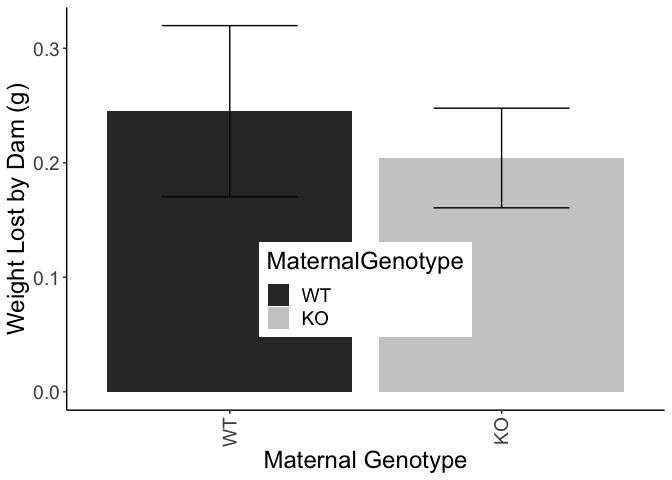 Weight Lost by Dam (g)
0.3
0.2
0.1
0.0
MaternalGenotype
WT
KO
WT
KO
Maternal Genotype